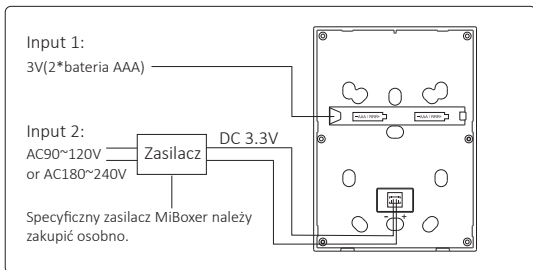 Input 1:
3V(2*bateria AAA)
Input 2:
AC90~120V
or AC180~240V
Zasilacz
DC 3.3V
Specyficzny zasilacz MiBoxer należy
zakupić osobno.
- +